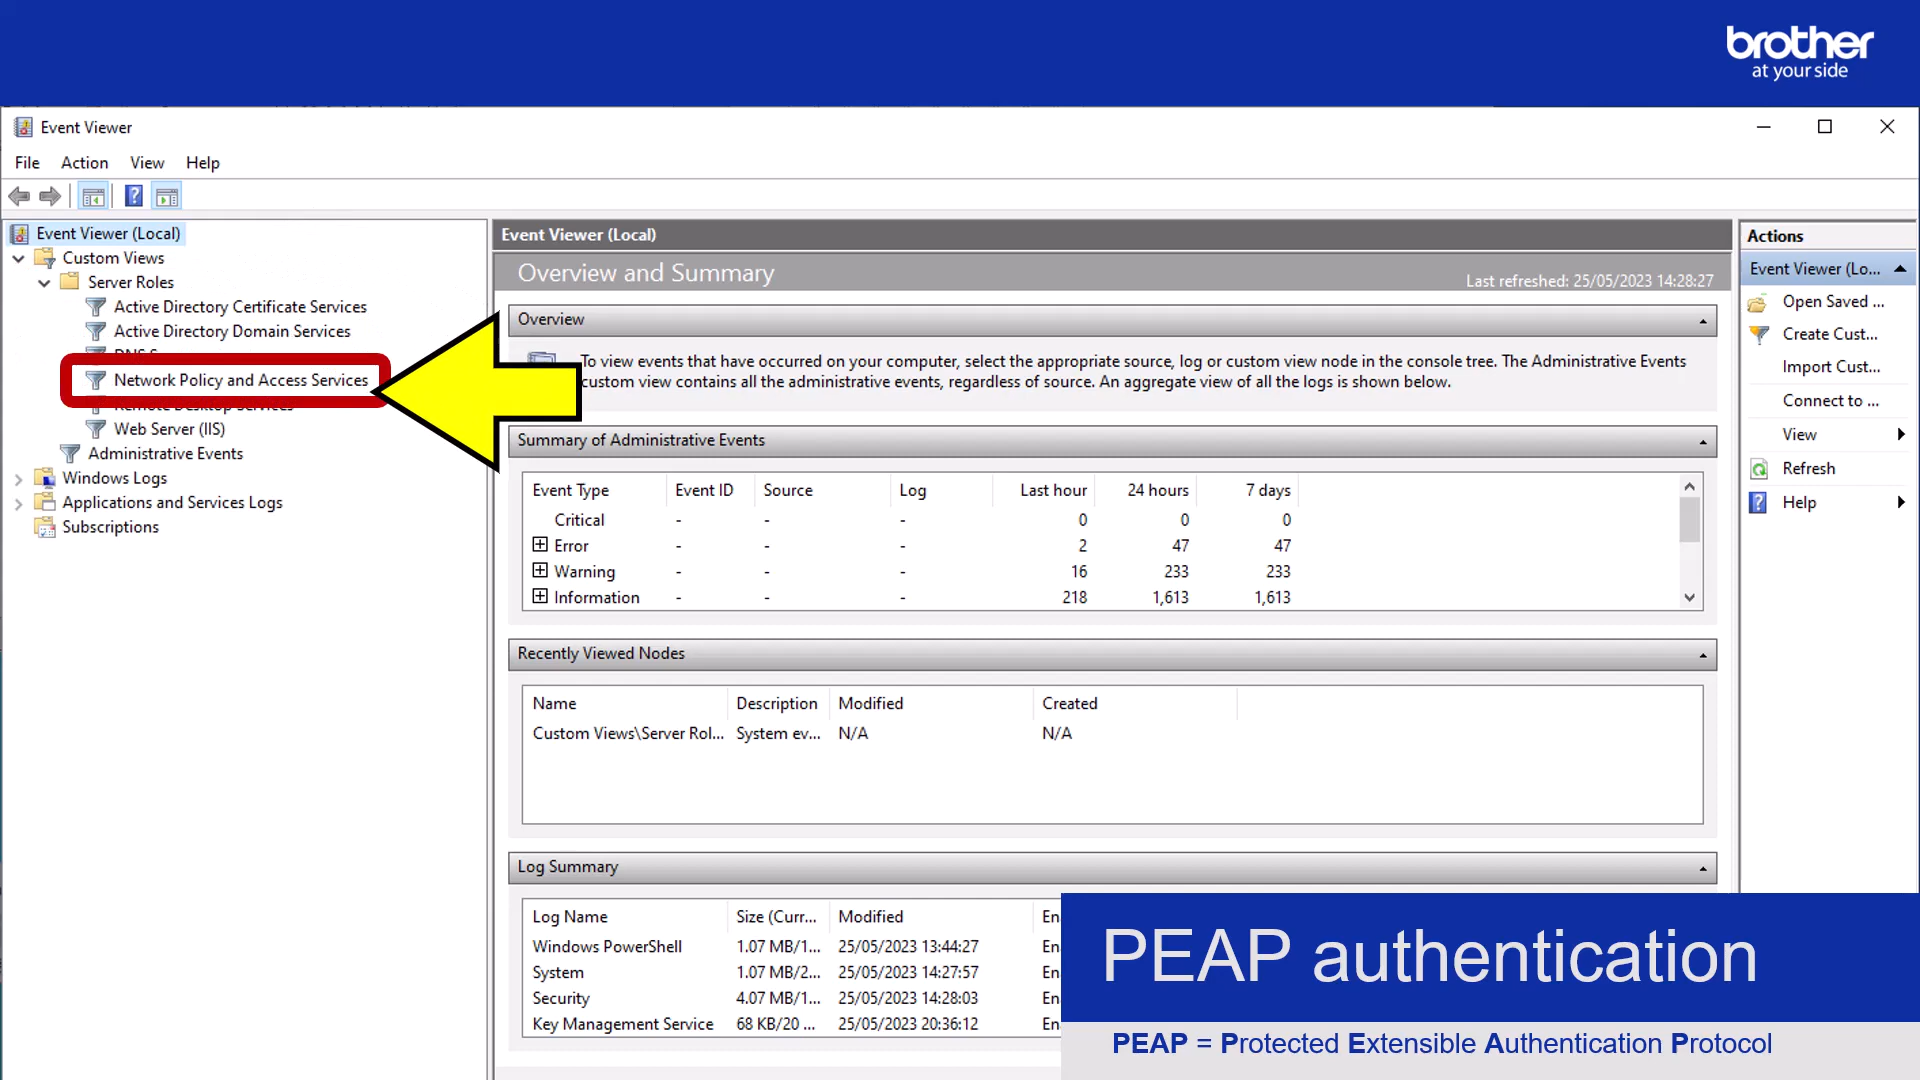 brother
at your side
Event Viewer
File Action View Help
Event Viewer (Local)
Custom Views
Server Roles
Active Directory Certificate Services
Active Directory Domain Services
Network Policy and Access Services
Remote Desktop Services
Web Server (IIS)
Administrative Events
Windows Logs
Applications and Services Logs
Subscriptions
Event Viewer (Local)
Overview and Summary
Last refreshed: 25/05/2023 14:28:27
Overview
To view events that have occurred on your computer, select the appropriate source, log or custom view node in the console tree. The Administrative Events
custom view contains all the administrative events, regardless of source. An aggregate view of all the logs is shown below.
Summary of Administrative Events
Event Type Event ID Source Log Last hour 24 hours 7 days
Critical - - - 0 0 0
Error - - - 2 47 47
Warning - - - 16 233 233
Information - - - 218 1,613 1,613
Recently Viewed Nodes
Name Description Modified Created
Custom Views\Server Rol... System ev... N/A N/A
Log Summary
Log Name Size (Curr... Modified En
Windows PowerShell 1.07 MB/1... 25/05/2023 13:44:27 En
System 1.07 MB/2... 25/05/2023 14:27:57 En
Security 4.07 MB/1... 25/05/2023 14:28:03 En
Key Management Service 68 KB/20 ... 25/05/2023 20:36:12 En
Actions
Event Viewer (Lo...
Open Saved ...
Create Cust...
Import Cust...
Connect to ...
View
Refresh
Help
PEAP authentication
PEAP = Protected Extensible Authentication Protocol